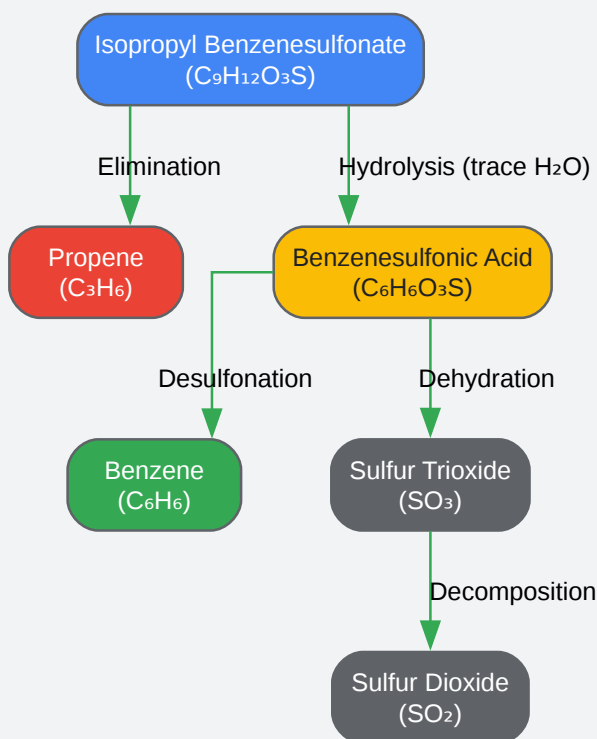 Isopropyl Benzenesulfonate
(C₉H₁₂O₃S)
Elimination
Hydrolysis (trace H₂O)
Propene
(C₃H₆)
Benzenesulfonic Acid
(C₆H₆O₃S)
Desulfonation
Dehydration
Benzene
(C₆H₆)
Sulfur Trioxide
(SO₃)
Decomposition
Sulfur Dioxide
(SO₂)